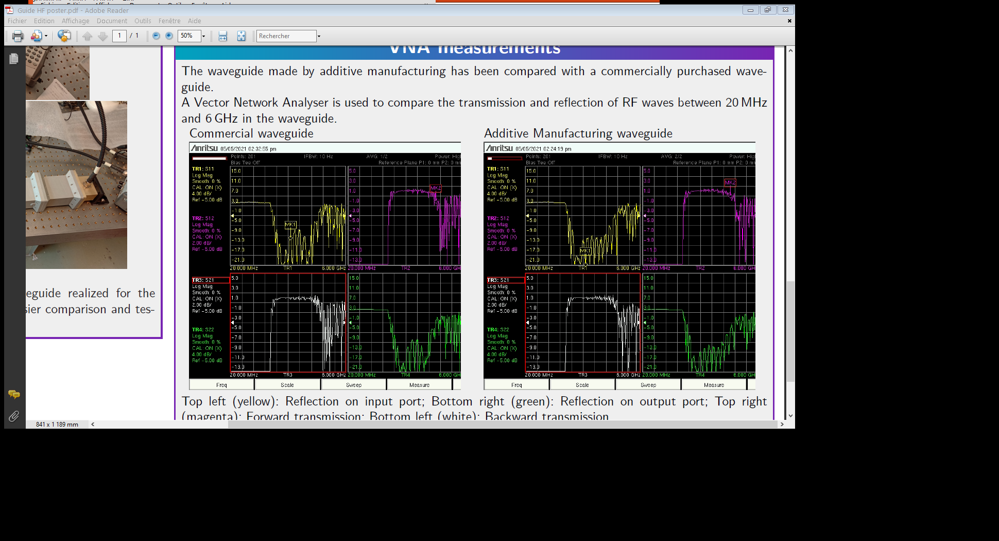 Guide HF poster.pdf - Adobe Reader
Fichier Edition Affichage Document Outils Fenêtre Aide
1 / 1 50% Rechercher
VNA measurements
The waveguide made by additive manufacturing has been compared with a commercially purchased wave-
guide.
A Vector Network Analyser is used to compare the transmission and reflection of RF waves between 20 MHz
and 6 GHz in the waveguide.
Commercial waveguide
Anritsu 05/05/2021 02:32:55 pm
Points: 201 IFBW: 10 Hz AVG: 1/2 Power: Hig
Bias Tee Off Reference Plane P1: 0 mm P2: 0 mm
TR1: S11
Log Mag
Smooth: 0 %
CAL: ON (X)
4.00 dB/
Ref -5.00 dB
TR2: S12
Log Mag
Smooth: 0 %
CAL: ON (X)
2.00 dB/
Ref -5.00 dB
15.0
11.0
7.0
3.0
-1.0
-5.0
-9.0
-13.0
-17.0
-21.0
MK1
20.000 MHz TR1 6.000 GHz
5.0
3.0
1.0
-1.0
-3.0
-5.0
-7.0
-9.0
-11.0
-13.0
MK2
20.000 MHz TR2 6.000 GH
TR3: S21
Log Mag
Smooth: 0 %
CAL: ON (X)
2.00 dB/
Ref -5.00 dB
TR4: S22
Log Mag
Smooth: 0 %
CAL: ON (X)
4.00 dB/
Ref -5.00 dB
5.0
3.0
1.0
-1.0
-3.0
-5.0
-7.0
-9.0
-11.0
-13.0
20.000 MHz TR3 6.000 GHz
15.0
11.0
7.0
3.0
-1.0
-5.0
-9.0
-13.0
-17.0
-21.0
20.000 MHz TR4 6.000 GH
Freq Scale Sweep Measure
Additive Manufacturing waveguide
Anritsu 05/05/2021 02:24:19 pm
Points: 201 IFBW: 10 Hz AVG: 2/2 Power: Hig
Bias Tee Off Reference Plane P1: 0 mm P2: 0 mm
TR1: S11
Log Mag
Smooth: 0 %
CAL: ON (X)
4.00 dB/
Ref -5.00 dB
TR2: S12
Log Mag
Smooth: 0 %
CAL: ON (X)
2.00 dB/
Ref -5.00 dB
15.0
11.0
7.0
3.0
-1.0
-5.0
-9.0
-13.0
-17.0
-21.0
MK1
20.000 MHz TR1 6.000 GHz
5.0
3.0
1.0
-1.0
-3.0
-5.0
-7.0
-9.0
-11.0
-13.0
MK2
20.000 MHz TR2 6.000 GH
TR3: S21
Log Mag
Smooth: 0 %
CAL: ON (X)
2.00 dB/
Ref -5.00 dB
TR4: S22
Log Mag
Smooth: 0 %
CAL: ON (X)
4.00 dB/
Ref -5.00 dB
5.0
3.0
1.0
-1.0
-3.0
-5.0
-7.0
-9.0
-11.0
-13.0
20.000 MHz TR3 6.000 GHz
15.0
11.0
7.0
3.0
-1.0
-5.0
-9.0
-13.0
-17.0
-21.0
20.000 MHz TR4 6.000 GH
Freq Scale Sweep Measure
eguide realized for the
sier comparison and tes-
Top left (yellow): Reflection on input port; Bottom right (green): Reflection on output port; Top right
(magenta): Forward transmission; Bottom left (white): Backward transmission
841 x 1 189 mm